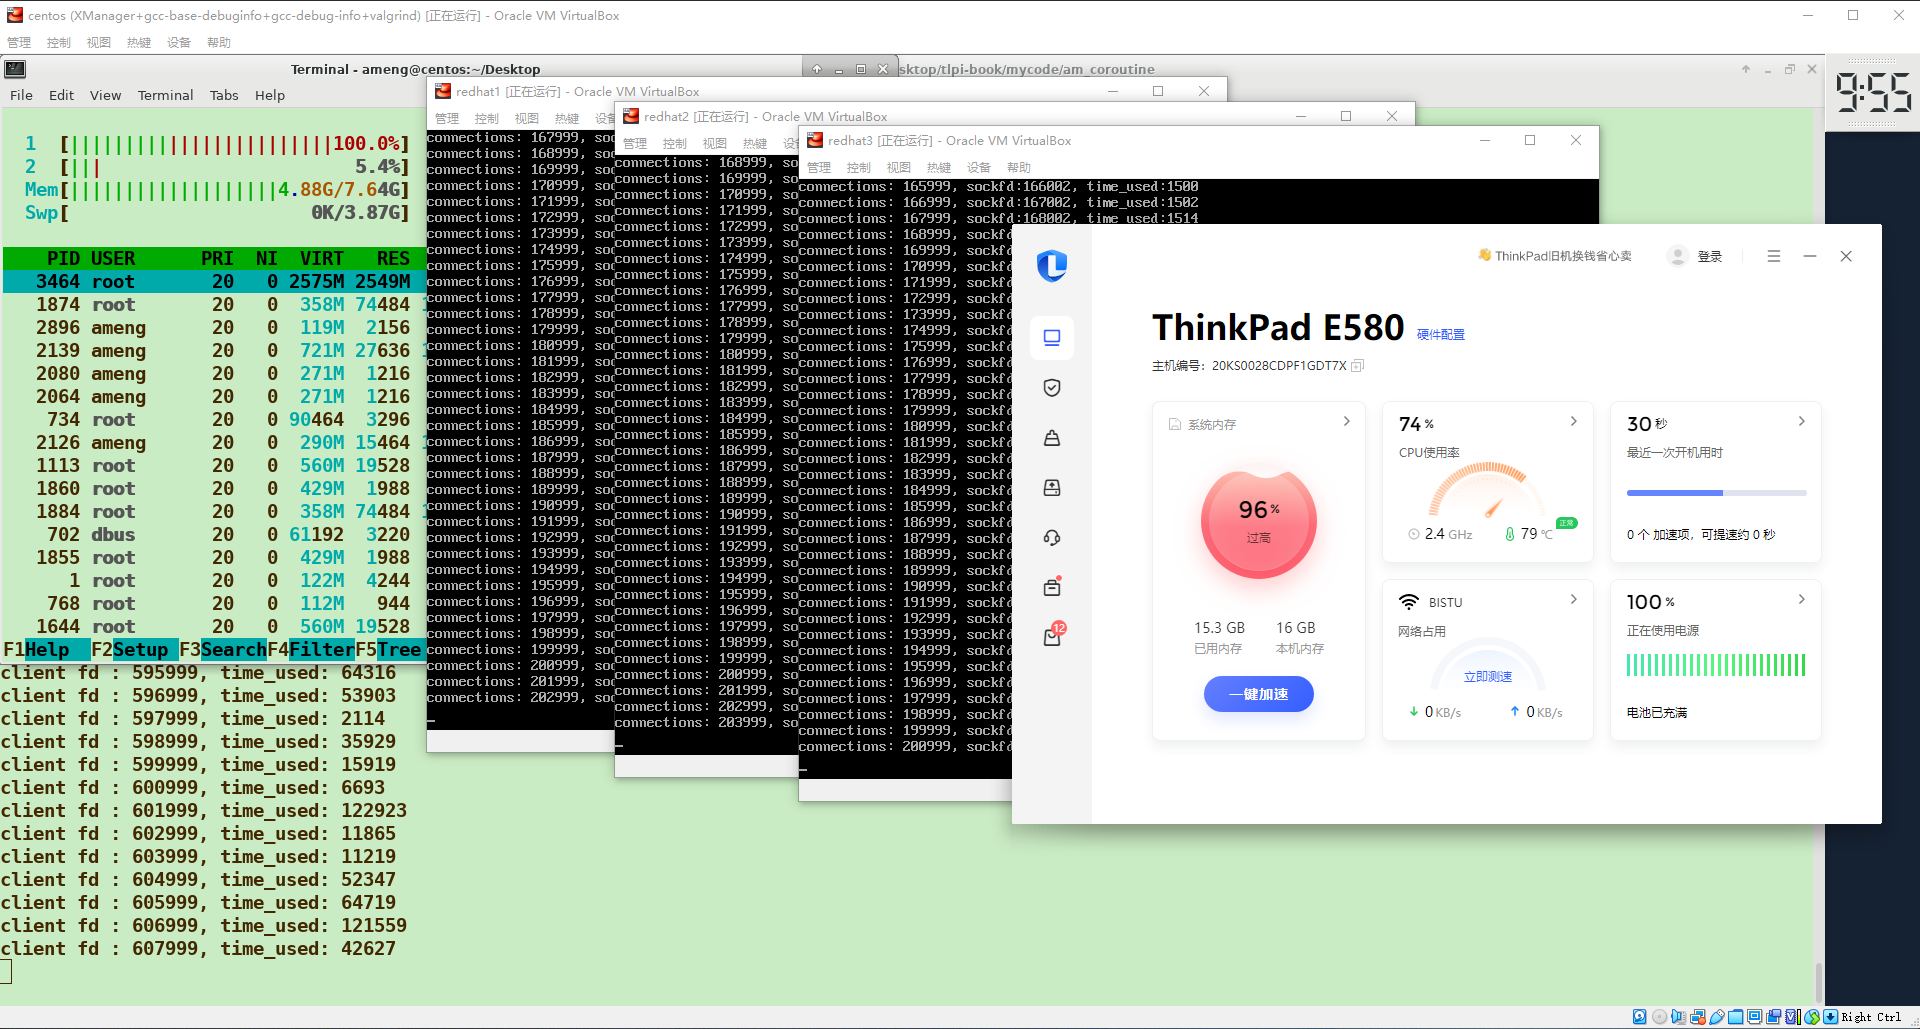 centos (XManager+gcc-base-debuginfo+gcc-debug-info+valgrind) [正在运行] - Oracle VM VirtualBox
管理 控制 视图 热键 设备 帮助
Terminal - ameng@centos:~/Desktop
sktop/tlpi-book/mycode/am_coroutine
9:55
File Edit View Terminal Tabs Help
1 [||||||||||||||||||||||||100.0%]
2 [||| 5.4%]
Mem[|||||||||||||||||||4.88G/7.64G]
Swp[ 0K/3.87G]
PID USER PRI NI VIRT RES
3464 root 20 0 2575M 2549M
1874 root 20 0 358M 74484
2896 ameng 20 0 119M 2156
2139 ameng 20 0 721M 27636
2080 ameng 20 0 271M 1216
2064 ameng 20 0 271M 1216
734 root 20 0 90464 3296
2126 ameng 20 0 290M 15464
1113 root 20 0 560M 19528
1860 root 20 0 429M 1988
1884 root 20 0 358M 74484
702 dbus 20 0 61192 3220
1855 root 20 0 429M 1988
1 root 20 0 122M 4244
768 root 20 0 112M 944
1644 root 20 0 560M 19528
F1Help F2Setup F3SearchF4FilterF5Tree
client fd : 595999, time_used: 64316
client fd : 596999, time_used: 53903
client fd : 597999, time_used: 2114
client fd : 598999, time_used: 35929
client fd : 599999, time_used: 15919
client fd : 600999, time_used: 6693
client fd : 601999, time_used: 122923
client fd : 602999, time_used: 11865
client fd : 603999, time_used: 11219
client fd : 604999, time_used: 52347
client fd : 605999, time_used: 64719
client fd : 606999, time_used: 121559
client fd : 607999, time_used: 42627
redhat1 [正在运行] - Oracle VM VirtualBox
管理 控制 视图 热键 设备
connections: 167999, soc
connections: 168999, soc
connections: 169999, soc
connections: 170999, soc
connections: 171999, soc
connections: 172999, soc
connections: 173999, soc
connections: 174999, soc
connections: 175999, soc
connections: 176999, soc
connections: 177999, soc
connections: 178999, soc
connections: 179999, soc
connections: 180999, soc
connections: 181999, soc
connections: 182999, soc
connections: 183999, soc
connections: 184999, soc
connections: 185999, soc
connections: 186999, soc
connections: 187999, soc
connections: 188999, soc
connections: 189999, soc
connections: 190999, soc
connections: 191999, soc
connections: 192999, soc
connections: 193999, soc
connections: 194999, soc
connections: 195999, soc
connections: 196999, soc
connections: 197999, soc
connections: 198999, soc
connections: 199999, soc
connections: 200999, soc
connections: 201999, soc
connections: 202999, soc
redhat2 [正在运行] - Oracle VM VirtualBox
管理 控制 视图 热键 设
connections: 168999, so
connections: 169999, so
connections: 170999, so
connections: 171999, so
connections: 172999, so
connections: 173999, so
connections: 174999, so
connections: 175999, so
connections: 176999, so
connections: 177999, so
connections: 178999, so
connections: 179999, so
connections: 180999, so
connections: 181999, so
connections: 182999, so
connections: 183999, so
connections: 184999, so
connections: 185999, so
connections: 186999, so
connections: 187999, so
connections: 188999, so
connections: 189999, so
connections: 190999, so
connections: 191999, so
connections: 192999, so
connections: 193999, so
connections: 194999, so
connections: 195999, so
connections: 196999, so
connections: 197999, so
connections: 198999, so
connections: 199999, so
connections: 200999, so
connections: 201999, so
connections: 202999, so
connections: 203999, so
redhat3 [正在运行] - Oracle VM VirtualBox
管理 控制 视图 热键 设备 帮助
connections: 165999, sockfd:166002, time_used:1500
connections: 166999, sockfd:167002, time_used:1502
connections: 167999, sockfd:168002, time_used:1514
connections: 168999, sockfd
connections: 169999, sockfd
connections: 170999, sockfd
connections: 171999, sockfd
connections: 172999, sockfd
connections: 173999, sockfd
connections: 174999, sockfd
connections: 175999, sockfd
connections: 176999, sockfd
connections: 177999, sockfd
connections: 178999, sockfd
connections: 179999, sockfd
connections: 180999, sockfd
connections: 181999, sockfd
connections: 182999, sockfd
connections: 183999, sockfd
connections: 184999, sockfd
connections: 185999, sockfd
connections: 186999, sockfd
connections: 187999, sockfd
connections: 188999, sockfd
connections: 189999, sockfd
connections: 190999, sockfd
connections: 191999, sockfd
connections: 192999, sockfd
connections: 193999, sockfd
connections: 194999, sockfd
connections: 195999, sockfd
connections: 196999, sockfd
connections: 197999, sockfd
connections: 198999, sockfd
connections: 199999, sockfd
connections: 200999, sockfd
ThinkPad旧机换钱省心卖 登录
ThinkPad E580 硬件配置
主机编号：20KS0028CDPF1GDT7X
系统内存
96%
过高
15.3 GB 16 GB
已用内存 本机内存
一键加速
74%
CPU使用率
正常
2.4 GHz 79 ℃
30秒
最近一次开机用时
0 个 加速项，可提速约 0 秒
BISTU
网络占用
立即测速
0 KB/s 0 KB/s
100%
正在使用电源
电池已充满
12
Right Ctrl